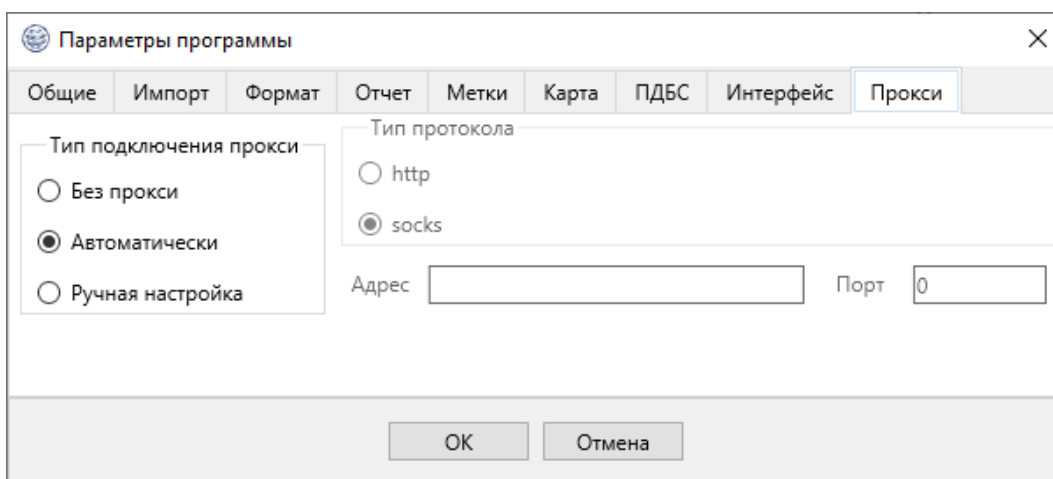 Параметры программы
Общие Импорт Формат Отчет Метки Карта ПДБС Интерфейс Прокси
Тип подключения прокси
Без прокси
Автоматически
Ручная настройка
Тип протокола
http
socks
Адрес Порт 0
OK Отмена